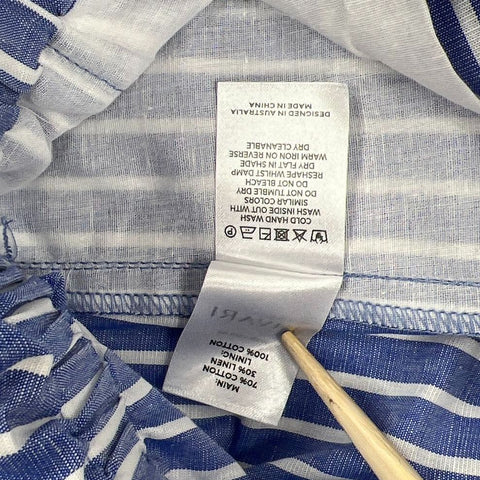 MAIN:
70% COTTON
30% LINEN
LINING:
100% COTTON
COLD HAND WASH
WASH INSIDE OUT WITH
SIMILAR COLORS
DO NOT TUMBLE DRY
DO NOT BLEACH
RESHAPE WHILST DAMP
DRY FLAT IN SHADE
WARM IRON ON REVERSE
DRY CLEANABLE
DESIGNED IN AUSTRALIA
MADE IN CHINA